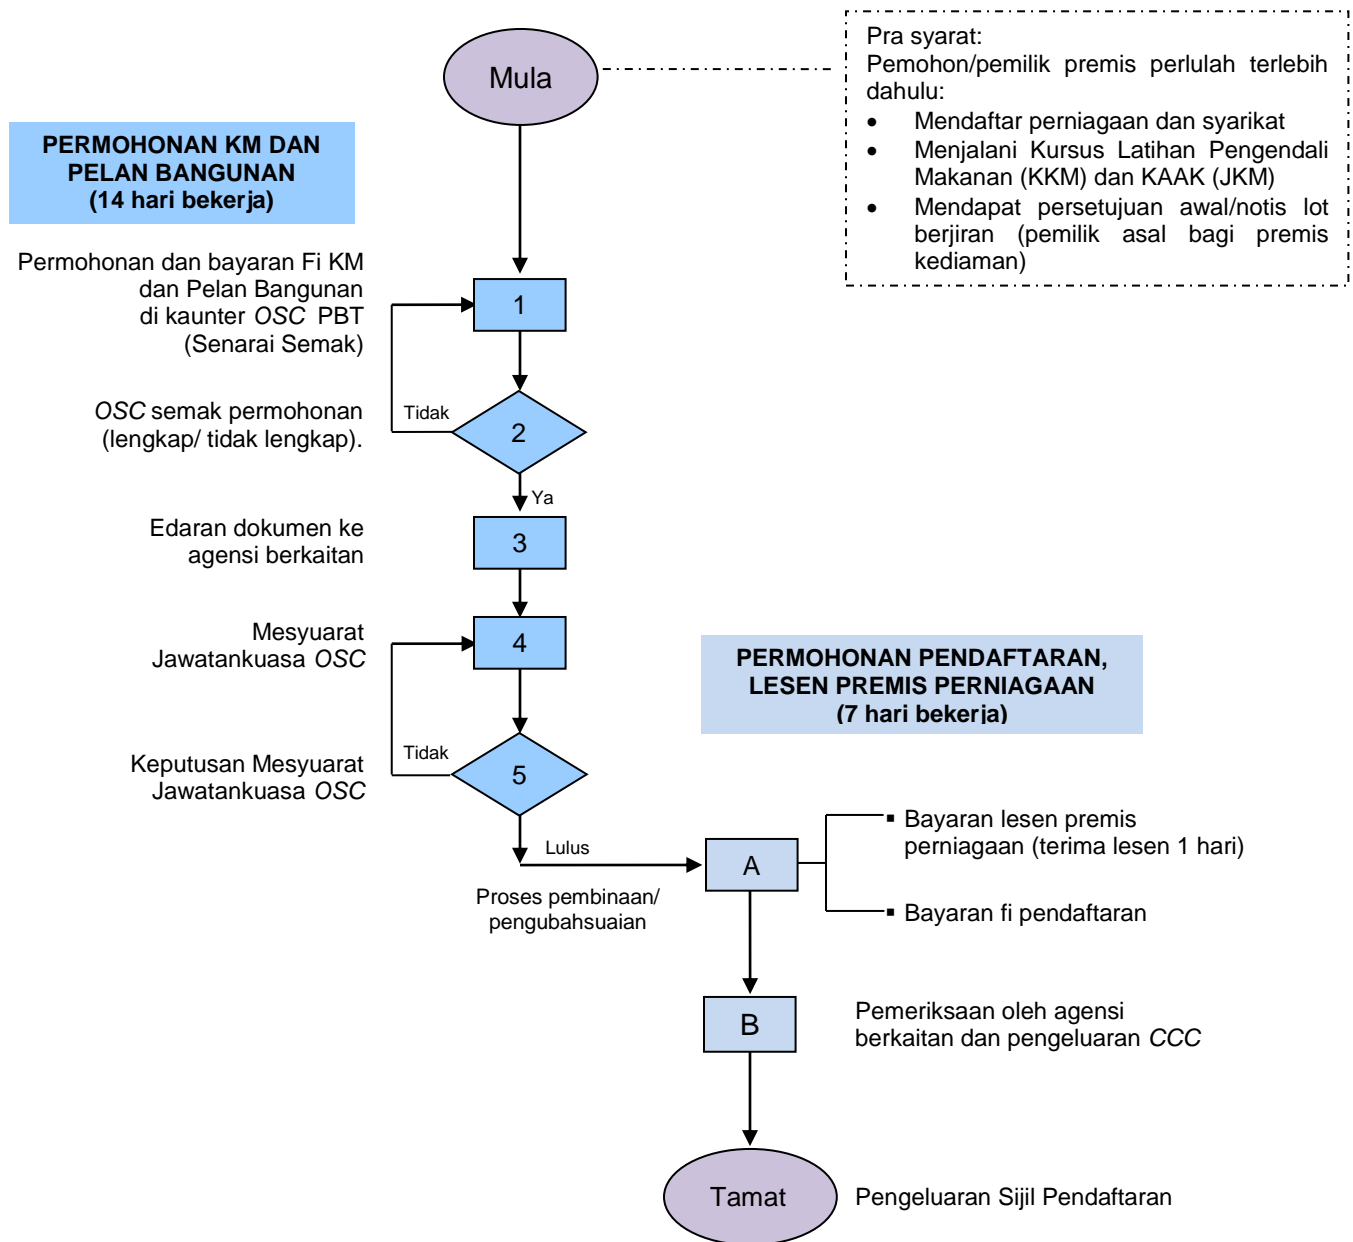 Mula
Pra syarat:
Pemohon/pemilik premis perlulah terlebih
dahulu:
• Mendaftar perniagaan dan syarikat
• Menjalani Kursus Latihan Pengendali
Makanan (KKM) dan KAAK (JKM)
• Mendapat persetujuan awal/notis lot
berjiran (pemilik asal bagi premis
kediaman)
PERMOHONAN KM DAN
PELAN BANGUNAN
(14 hari bekerja)
Permohonan dan bayaran Fi KM
dan Pelan Bangunan
di kaunter OSC PBT
(Senarai Semak)
1
OSC semak permohonan
(lengkap/ tidak lengkap).
Tidak
2
Ya
Edaran dokumen ke
agensi berkaitan
3
Mesyuarat
Jawatankuasa OSC
4
PERMOHONAN PENDAFTARAN,
LESEN PREMIS PERNIAGAAN
(7 hari bekerja)
Keputusan Mesyuarat
Jawatankuasa OSC
Tidak
5
Lulus
Proses pembinaan/
pengubahsuaian
A
▪ Bayaran lesen premis
perniagaan (terima lesen 1 hari)
▪ Bayaran fi pendaftaran
B
Pemeriksaan oleh agensi
berkaitan dan pengeluaran CCC
Tamat
Pengeluaran Sijil Pendaftaran